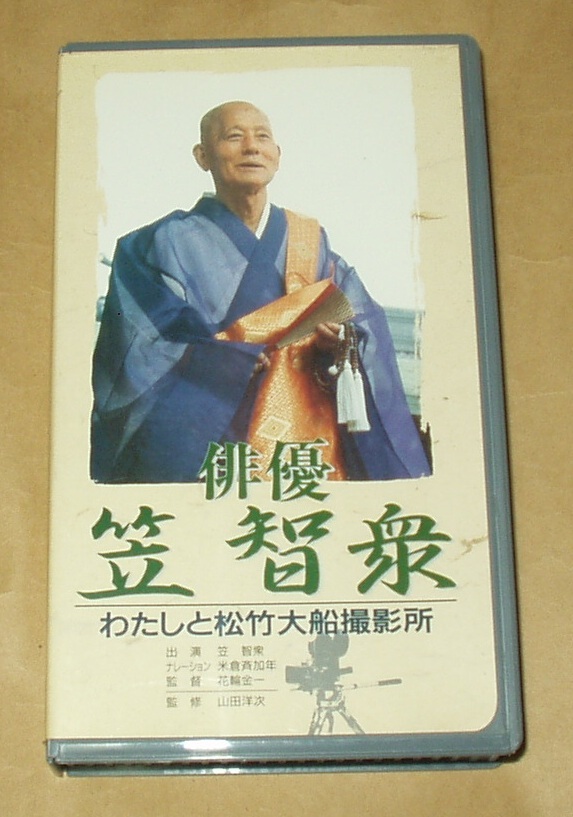 俳優
笠 智衆
わたしと松竹大船撮影所
出 演 笠 智衆
ナレーション 米倉斉加年
監 督 花輪金一
監 修 山田洋次